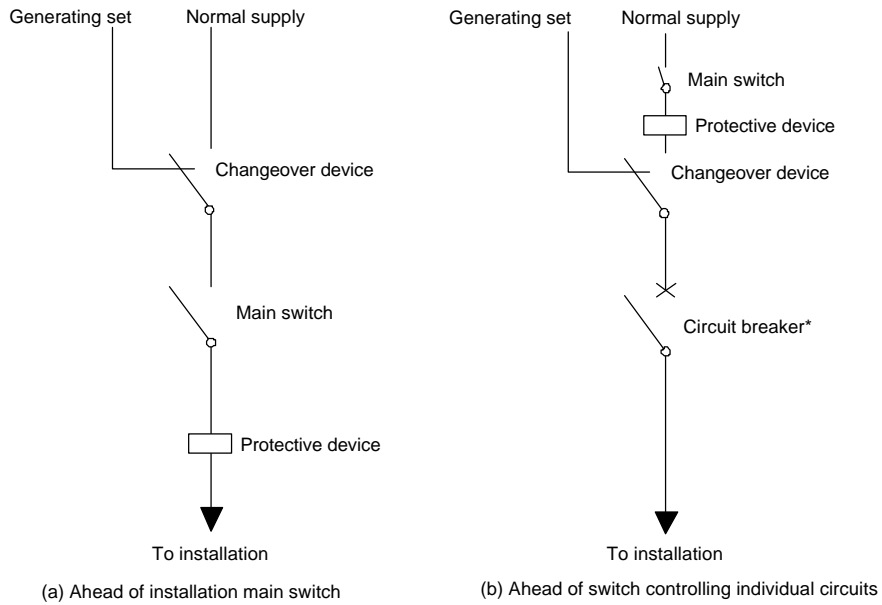 Generating set
Normal supply
Changeover device
Main switch
Protective device
To installation
(a) Ahead of installation main switch
Generating set
Normal supply
Main switch
Protective device
Changeover device
Circuit breaker*
To installation
(b) Ahead of switch controlling individual circuits